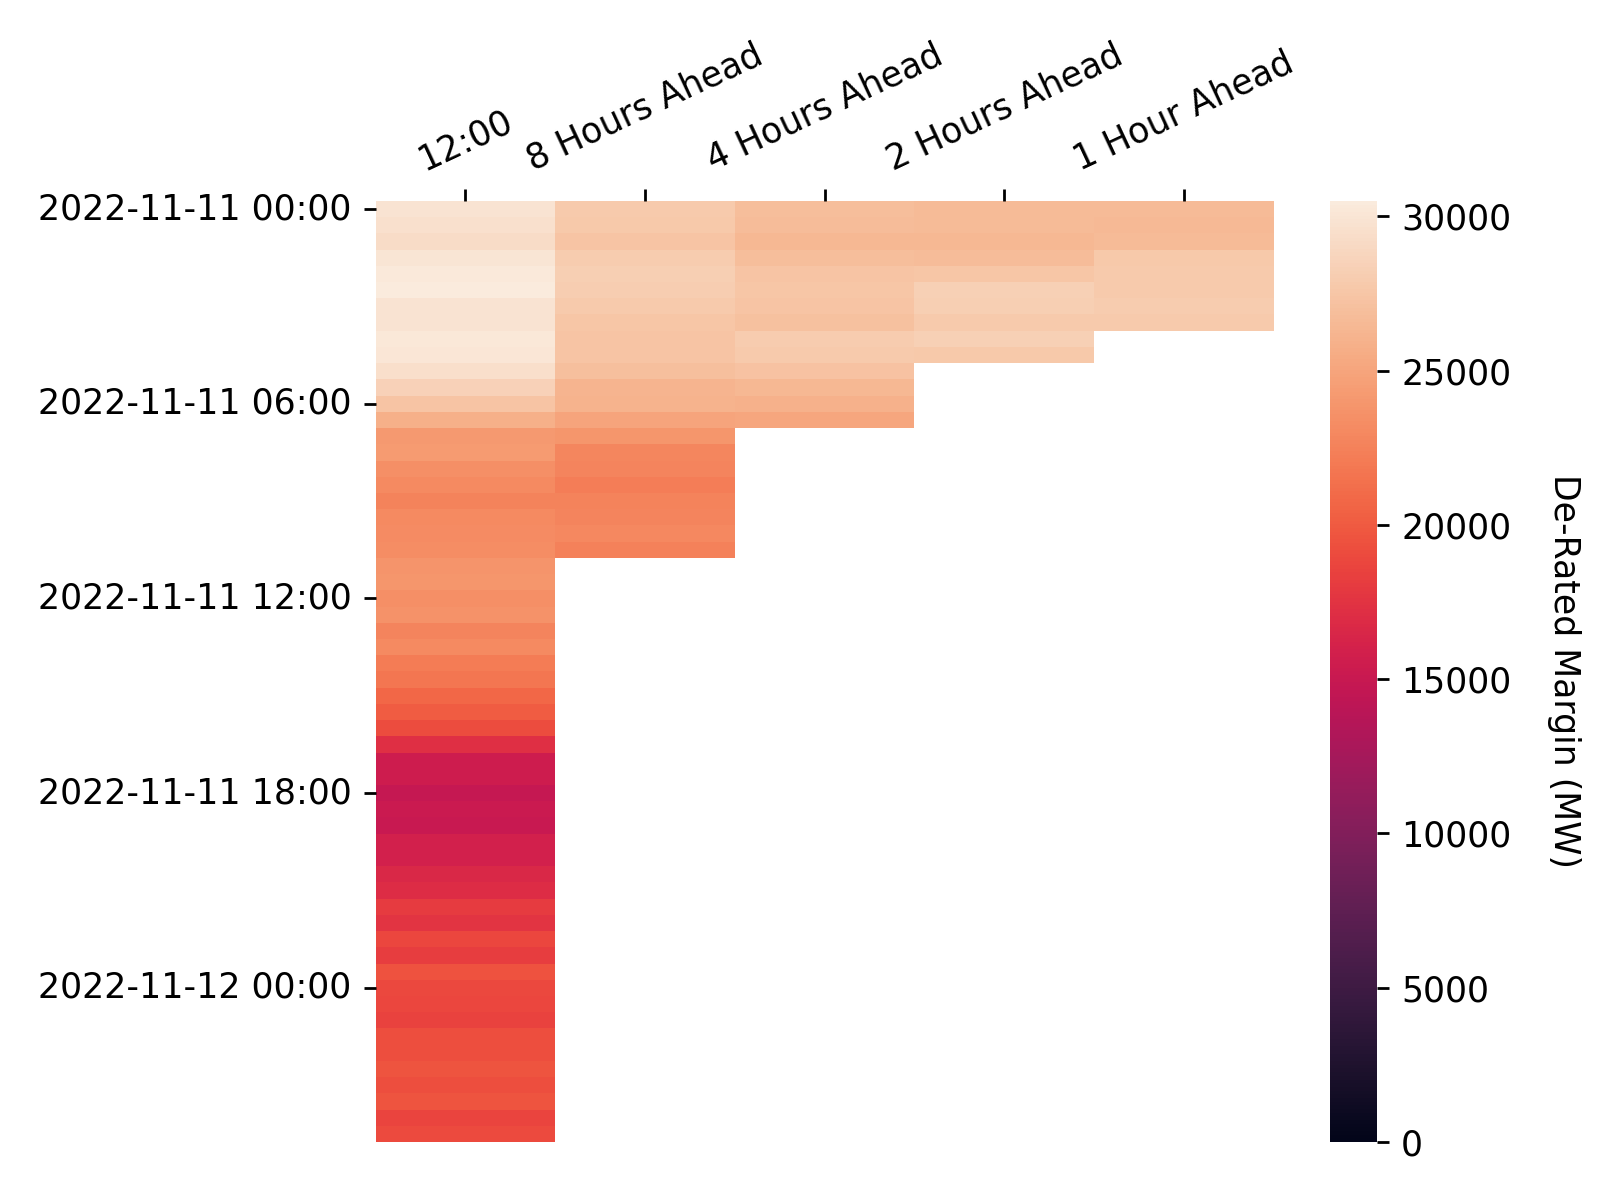 12:00
8 Hours Ahead
4 Hours Ahead
2 Hours Ahead
1 Hour Ahead
2022-11-11 00:00
2022-11-11 06:00
2022-11-11 12:00
2022-11-11 18:00
2022-11-12 00:00
30000
25000
20000
15000
10000
5000
0
De-Rated Margin (MW)